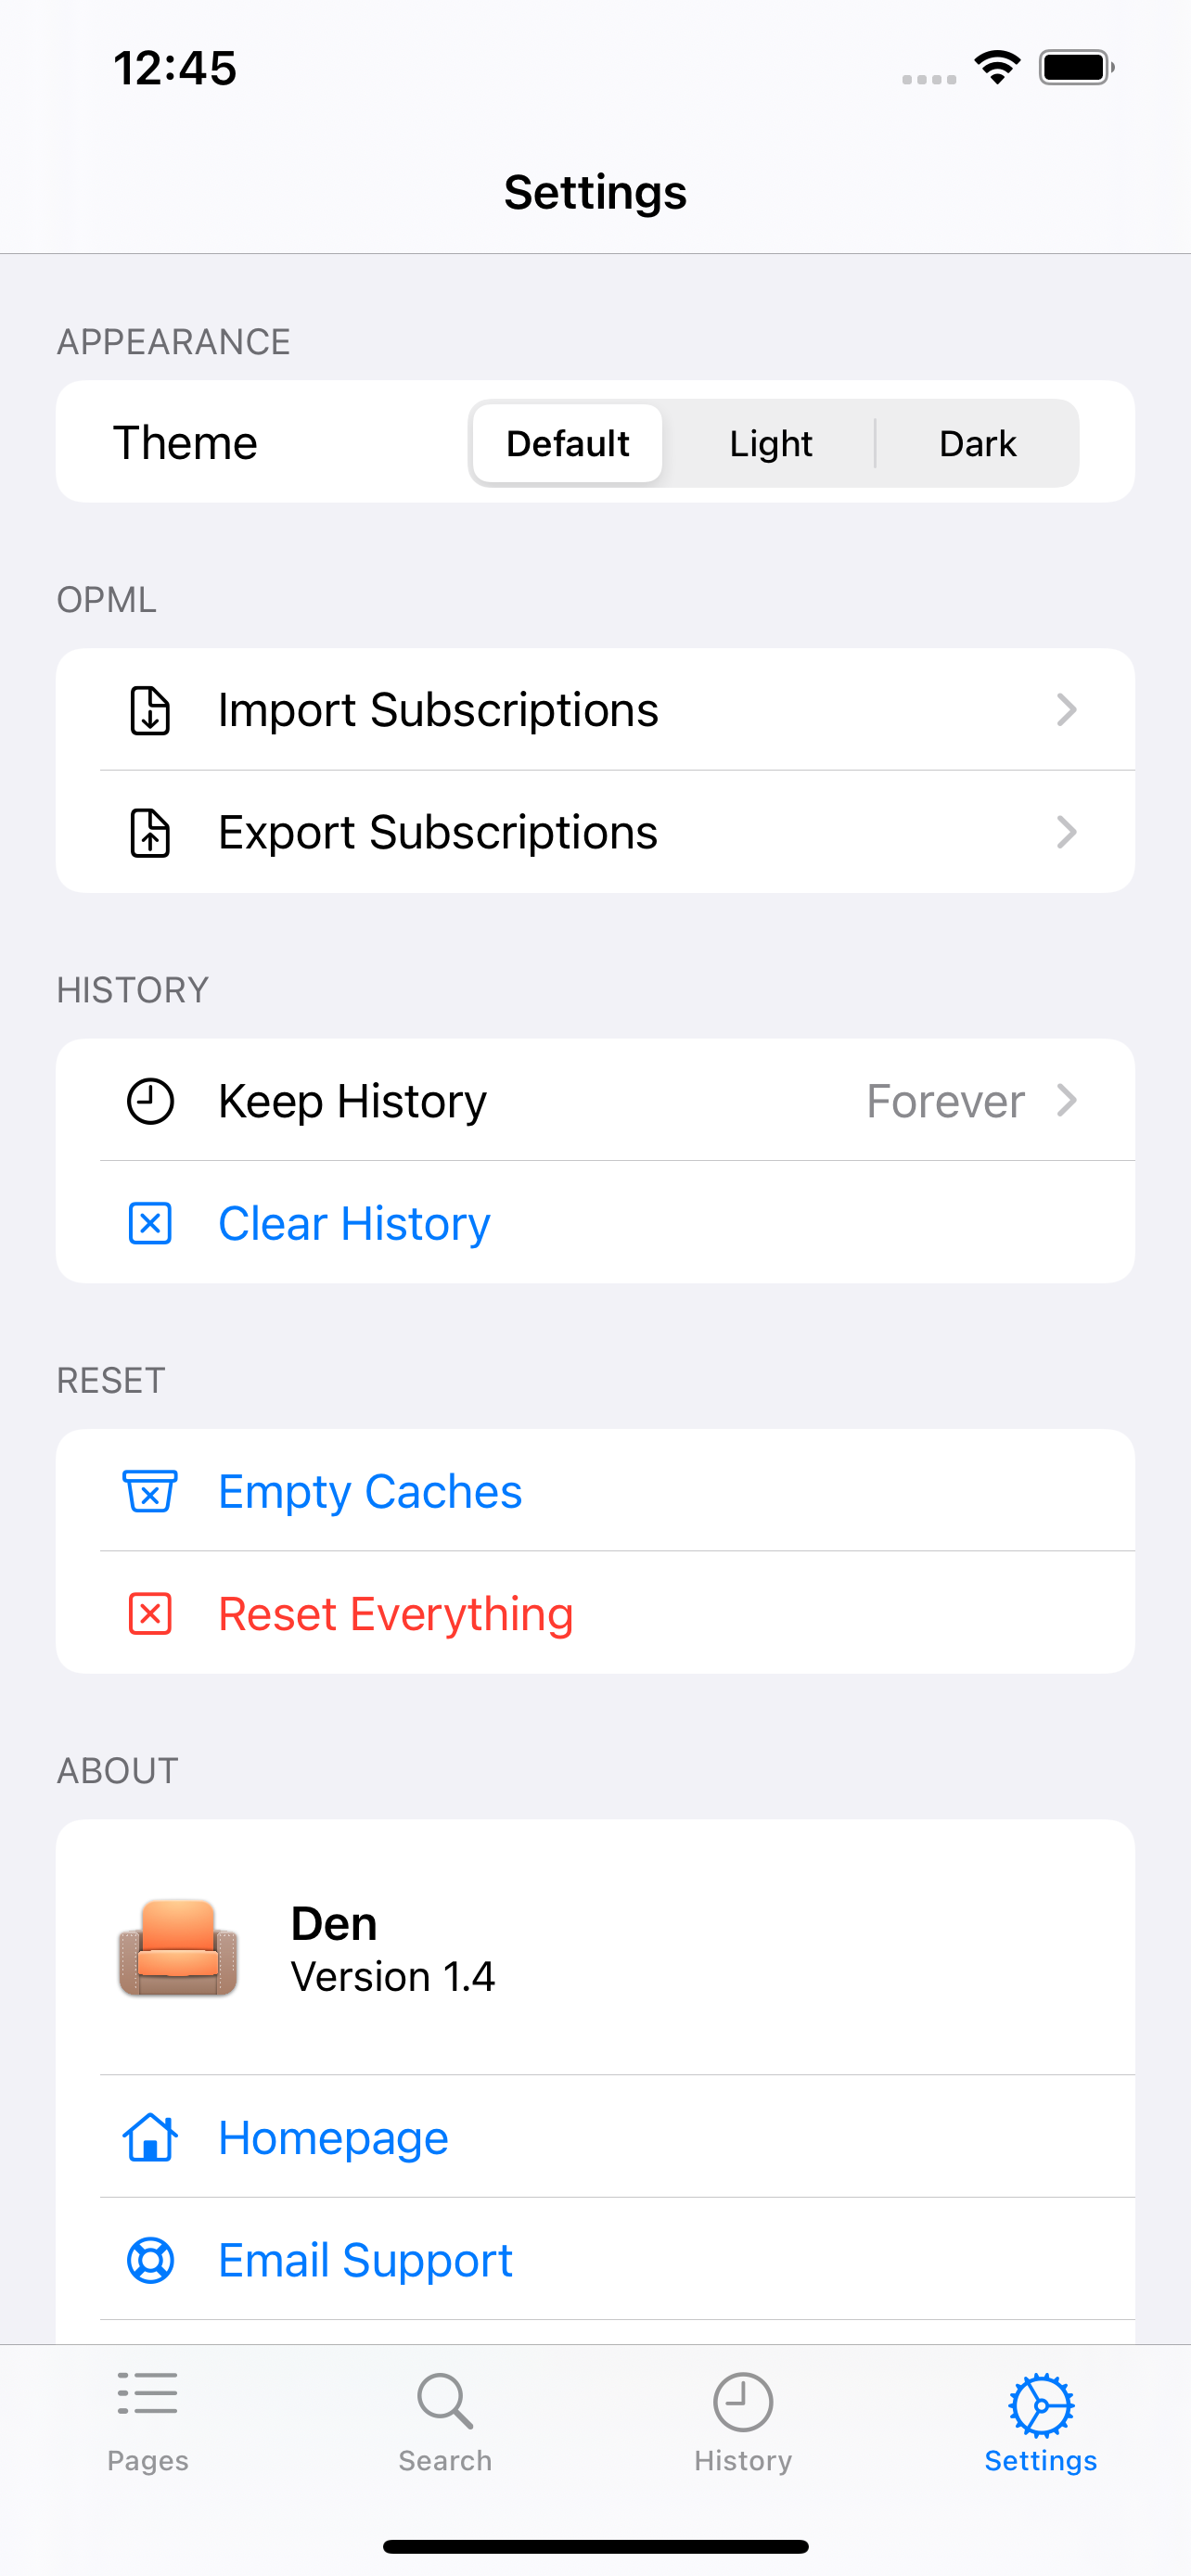 12:45
Settings
APPEARANCE
Theme Default Light Dark
OPML
Import Subscriptions
Export Subscriptions
HISTORY
Keep History Forever
Clear History
RESET
Empty Caches
Reset Everything
ABOUT
Den
Version 1.4
Homepage
Email Support
Pages Search History Settings